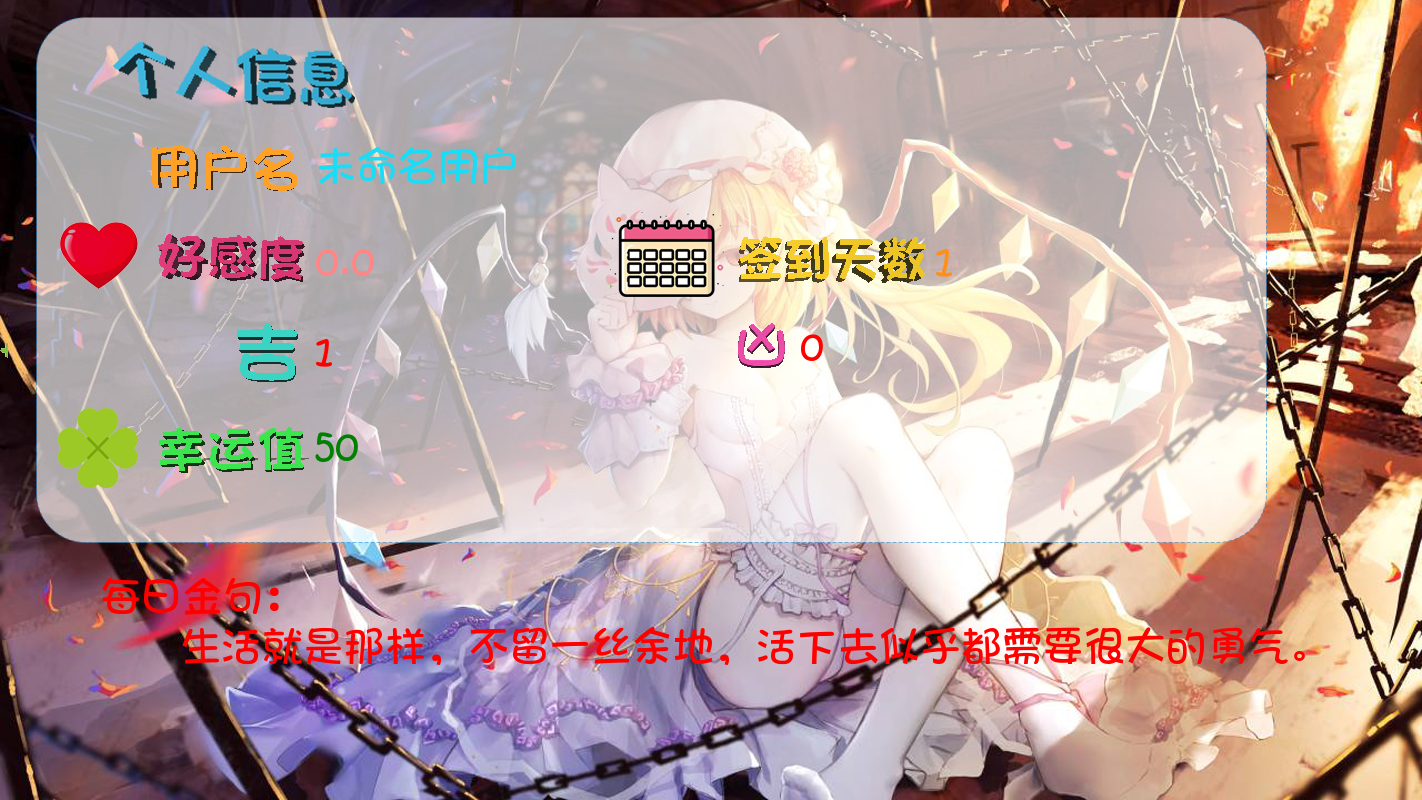 个人信息
用户名 未命名用户
好感度 0.0 签到天数 1
吉 1 凶 0
幸运值 50
每日金句:
生活就是那样，不留一丝余地，活下去似乎都需要很大的勇气。